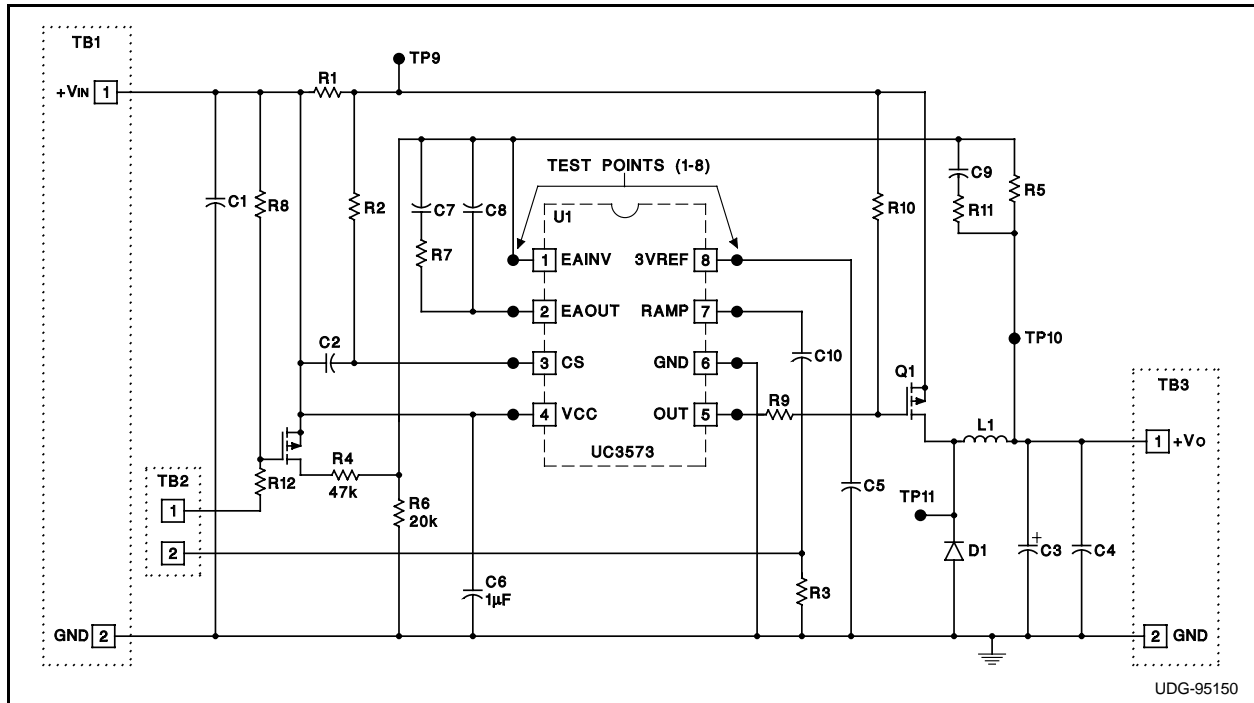 TB1
TP9
+VIN 1
R1
TEST POINTS (1-8)
C1
R8
R2
C7
C8
R7
U1
C9
R5
R11
R10
1 EAINV
3VREF 8
2 EAOUT
RAMP 7
C2
3 CS
GND 6
C10
TP10
4 VCC
OUT 5
R9
Q1
TB3
UC3573
L1
1 +VO
R4
47k
TB2
R12
1
R6
20k
C5
TP11
2
D1
C3
+
C4
C6
1µF
R3
GND 2
2 GND
UDG-95150